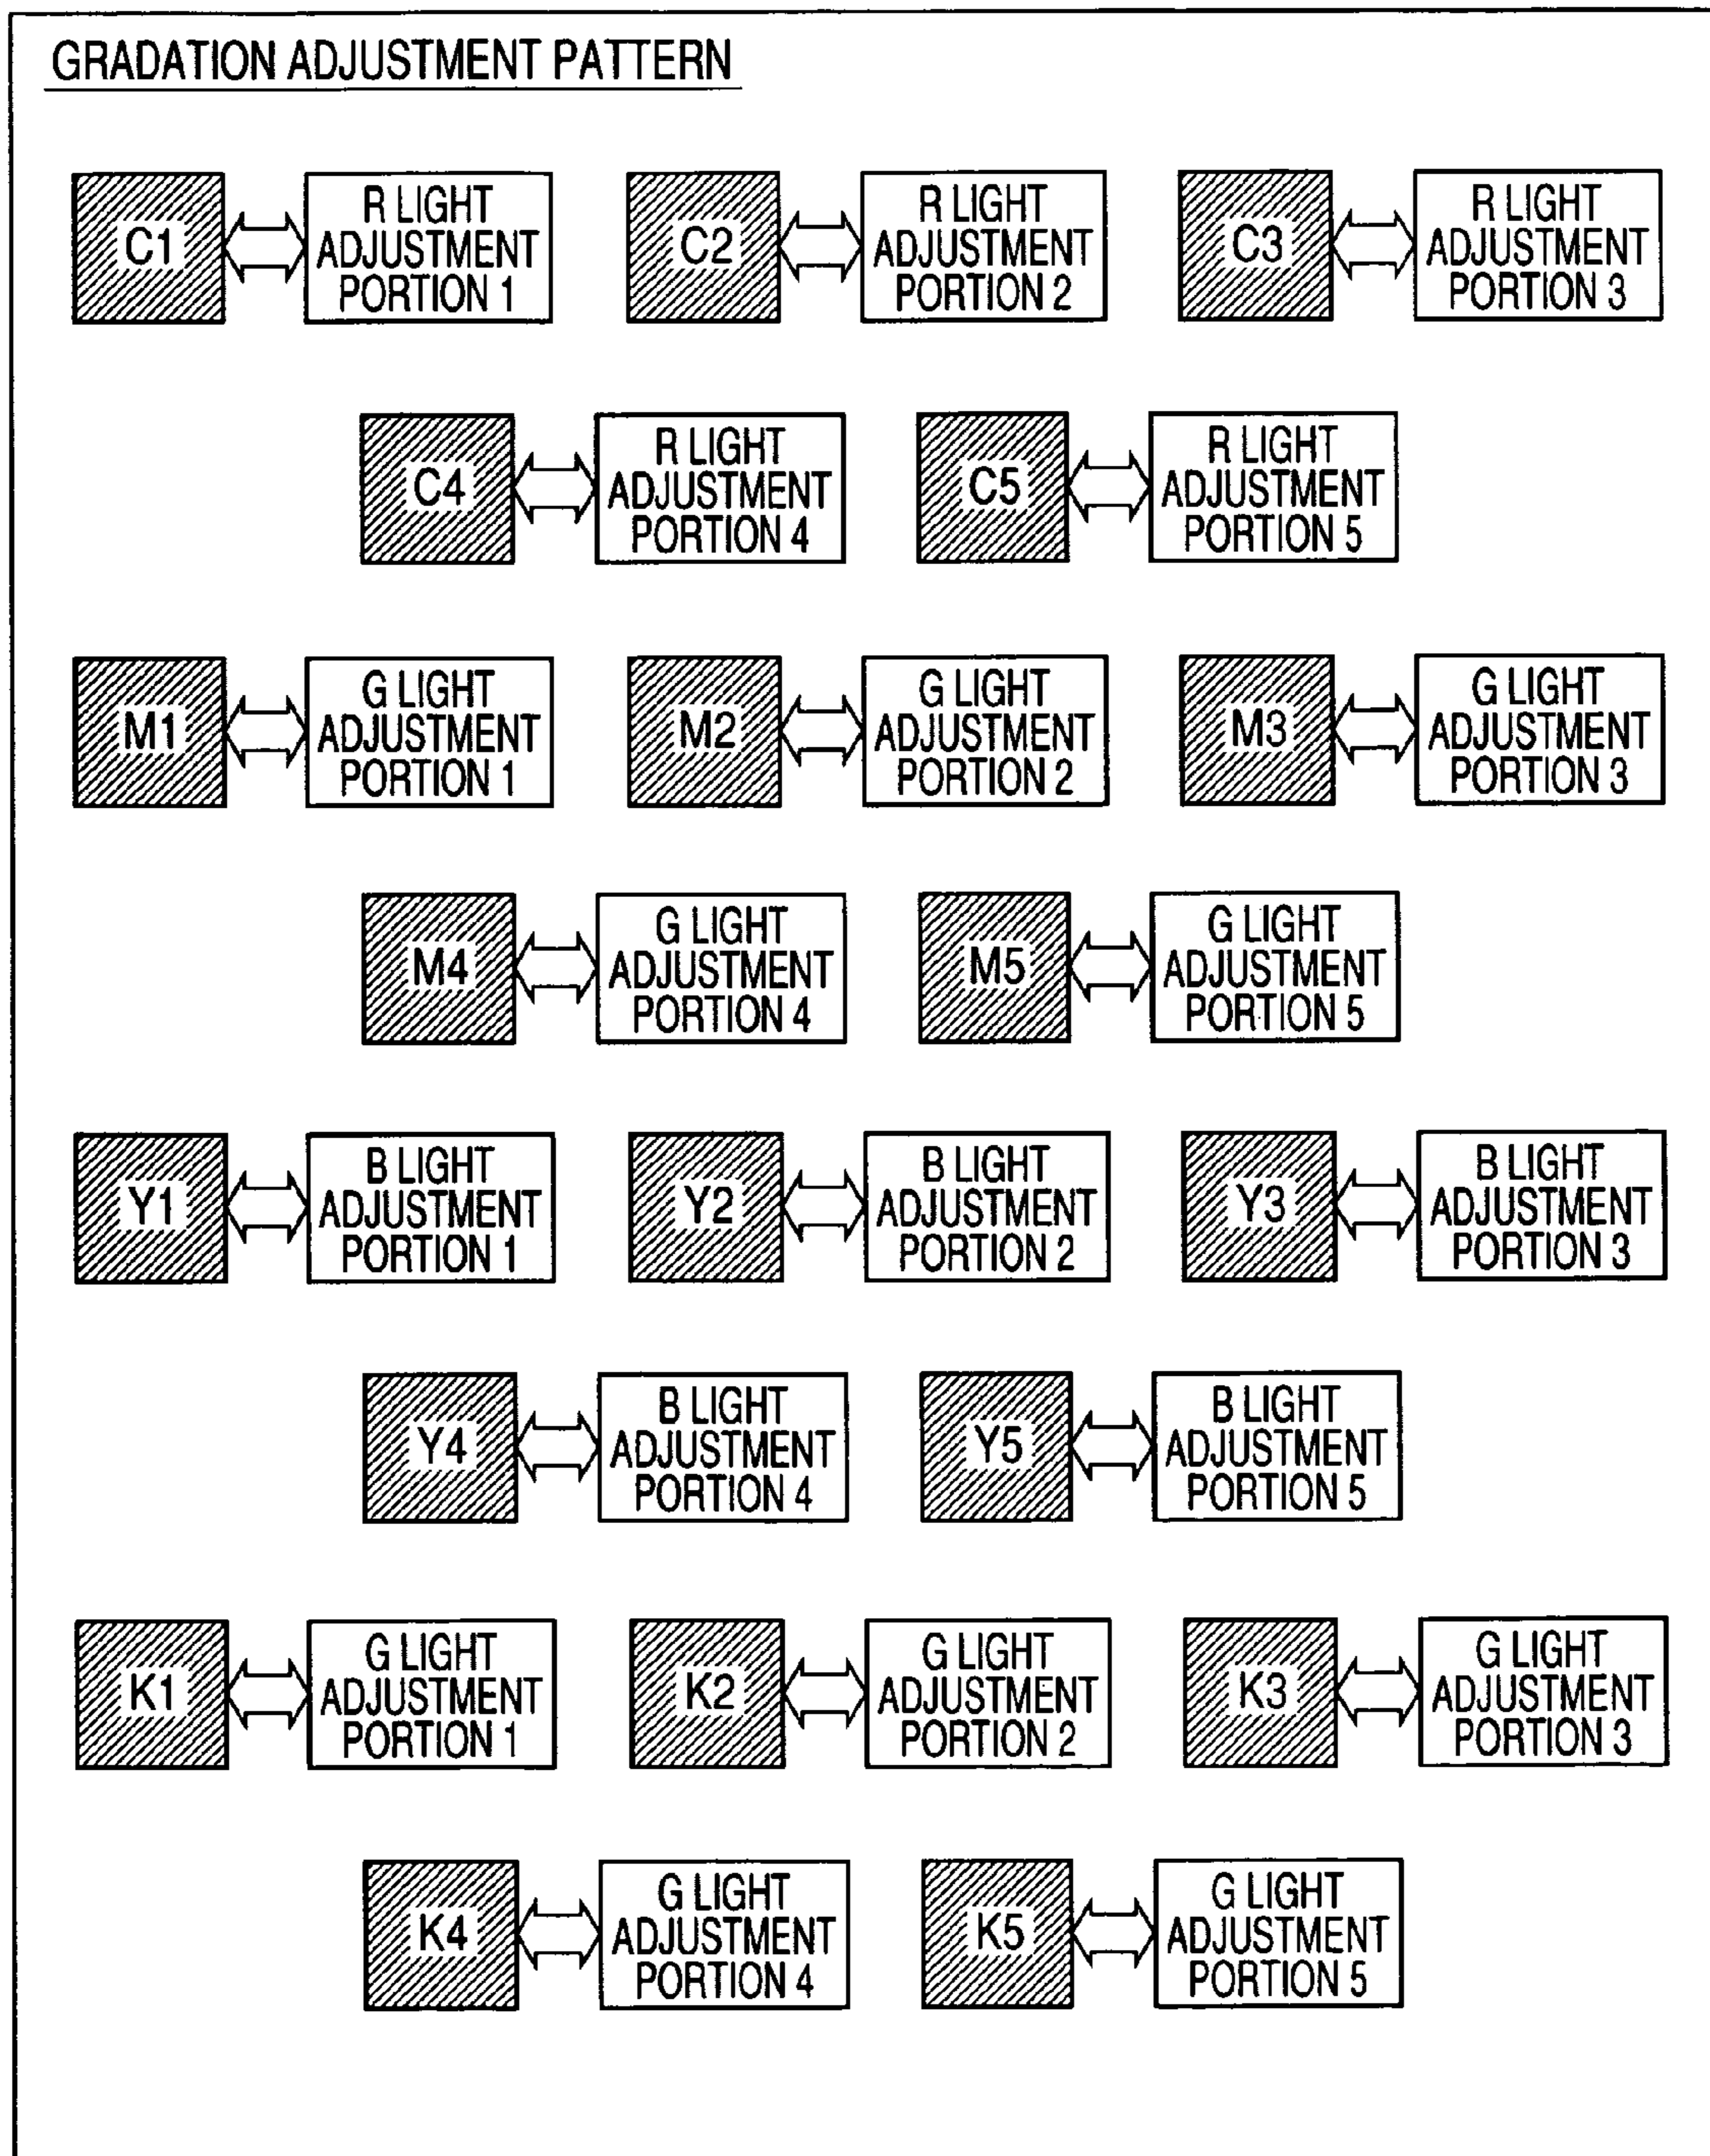 GRADATION ADJUSTMENT PATTERN
C1
R LIGHT
ADJUSTMENT
PORTION 1
C2
R LIGHT
ADJUSTMENT
PORTION 2
C3
R LIGHT
ADJUSTMENT
PORTION 3
C4
R LIGHT
ADJUSTMENT
PORTION 4
C5
R LIGHT
ADJUSTMENT
PORTION 5
M1
G LIGHT
ADJUSTMENT
PORTION 1
M2
G LIGHT
ADJUSTMENT
PORTION 2
M3
G LIGHT
ADJUSTMENT
PORTION 3
M4
G LIGHT
ADJUSTMENT
PORTION 4
M5
G LIGHT
ADJUSTMENT
PORTION 5
Y1
B LIGHT
ADJUSTMENT
PORTION 1
Y2
B LIGHT
ADJUSTMENT
PORTION 2
Y3
B LIGHT
ADJUSTMENT
PORTION 3
Y4
B LIGHT
ADJUSTMENT
PORTION 4
Y5
B LIGHT
ADJUSTMENT
PORTION 5
K1
G LIGHT
ADJUSTMENT
PORTION 1
K2
G LIGHT
ADJUSTMENT
PORTION 2
K3
G LIGHT
ADJUSTMENT
PORTION 3
K4
G LIGHT
ADJUSTMENT
PORTION 4
K5
G LIGHT
ADJUSTMENT
PORTION 5